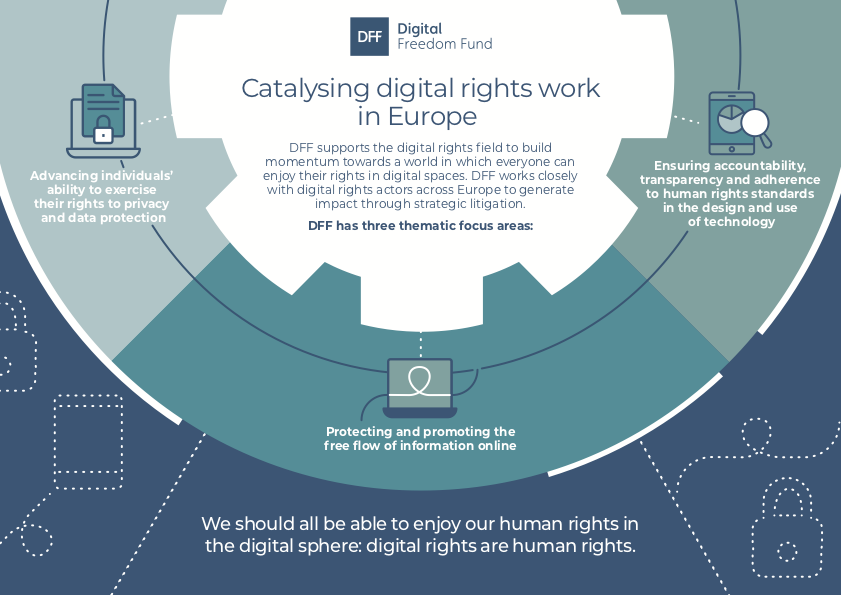 DFF
Digital
Freedom Fund
Catalysing digital rights work
in Europe
DFF supports the digital rights field to build
momentum towards a world in which everyone can
enjoy their rights in digital spaces. DFF works closely
with digital rights actors across Europe to generate
impact through strategic litigation.
DFF has three thematic focus areas:
Advancing individuals’
ability to exercise
their rights to privacy
and data protection
Ensuring accountability,
transparency and adherence
to human rights standards
in the design and use
of technology
Protecting and promoting the
free flow of information online
We should all be able to enjoy our human rights in
the digital sphere: digital rights are human rights.